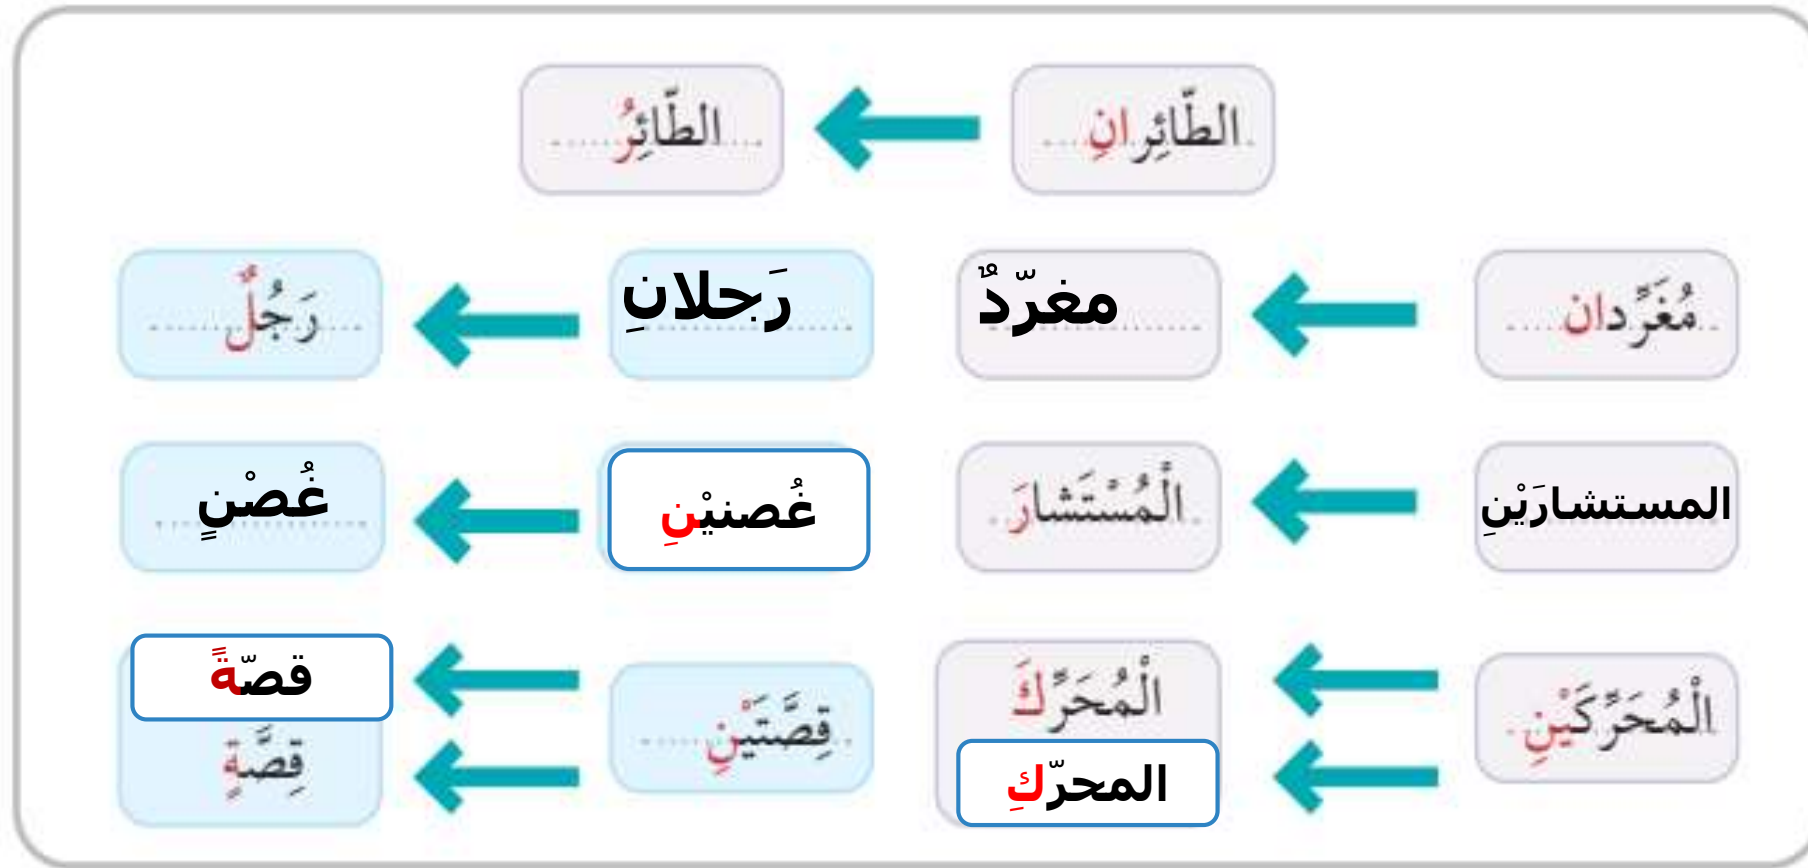 الطّائِرانِ الطّائِرُ
مُغَرِّدان مغرّدٌ رَجلانِ رَجُلٌ
المستشارَيْنِ الْمُسْتَشارَ غُصنيْنِ غُصْنٍ
الْمُحَرِّكَيْنِ الْمُحَرِّكَ قِصَّتَيْنِ قصّةً
المحرّكِ قِصَّةٍ